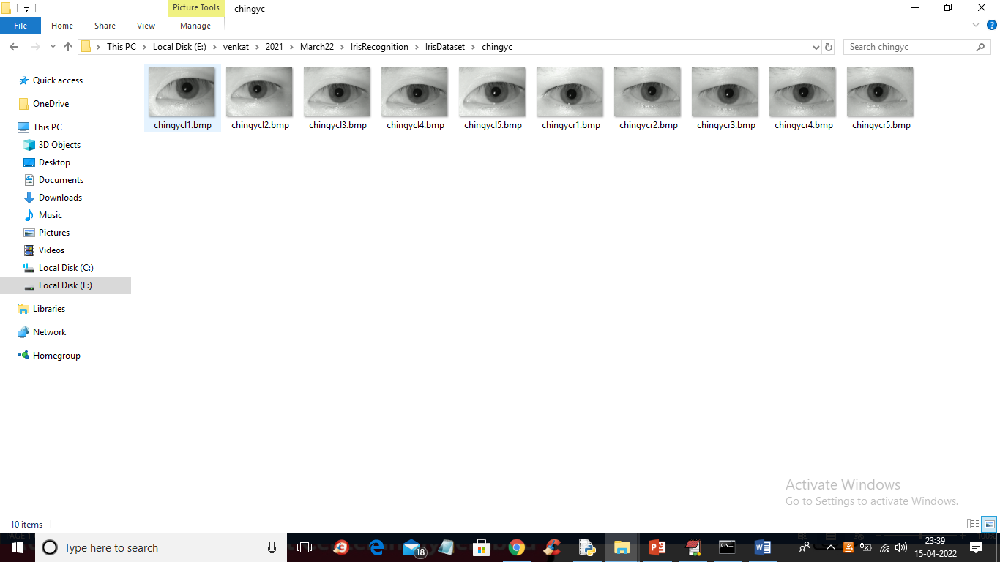 Picture Tools
chingyc
File
Home
Share
View
Manage
This PC
Local Disk (E:)
venkat
2021
March22
IrisRecognition
IrisDataset
chingyc
Search chingyc
Quick access
OneDrive
This PC
3D Objects
Desktop
Documents
Downloads
Music
Pictures
Videos
Local Disk (C:)
Local Disk (E:)
Libraries
Network
Homegroup
chingycl1.bmp
chingycl2.bmp
chingycl3.bmp
chingycl4.bmp
chingycl5.bmp
chingycr1.bmp
chingycr2.bmp
chingycr3.bmp
chingycr4.bmp
chingycr5.bmp
Activate Windows
Go to Settings to activate Windows.
10 items
Type here to search
18
100%
23:39
15-04-2022